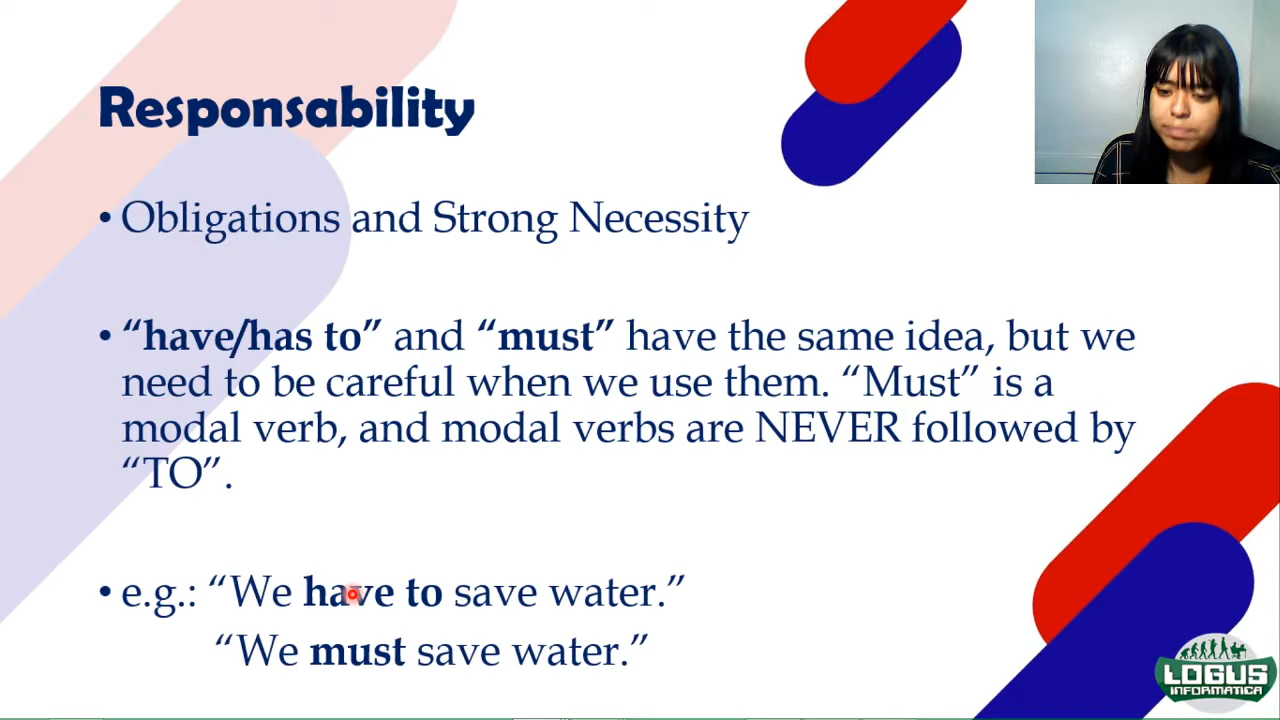 Responsability
• Obligations and Strong Necessity
• “have/has to” and “must” have the same idea, but we
need to be careful when we use them. “Must” is a
modal verb, and modal verbs are NEVER followed by
“TO”.
• e.g.: “We have to save water.”
“We must save water.”
LOGUS
INFORMATICA